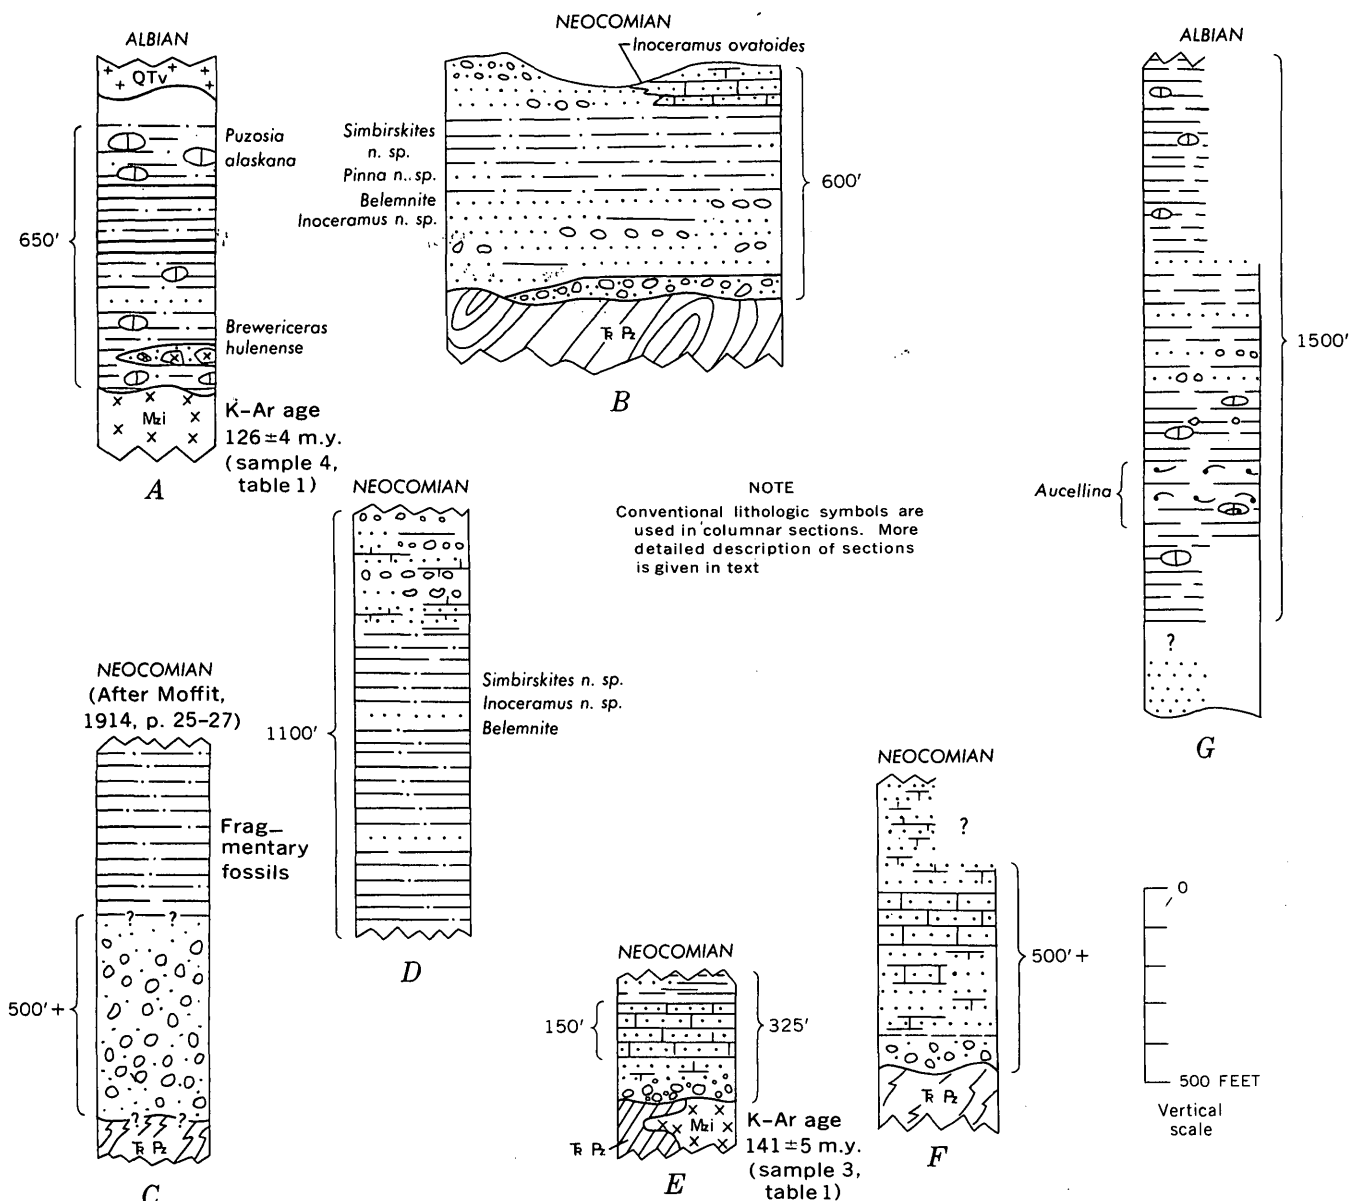 ALBIAN
QTv
Puzosia
alaskana
650'
Brewericeras
hulenense
Mzi
K-Ar age
126±4 m.y.
(sample 4,
table 1)
A
NEOCOMIAN
Inoceramus ovatoides
Simbirskites
n. sp.
Pinna n. sp.
Belemnite
Inoceramus n. sp.
600'
Ꞧ Pz
B
ALBIAN
1500'
Aucellina
?
G
NOTE
Conventional lithologic symbols are
used in columnar sections. More
detailed description of sections
is given in text
NEOCOMIAN
(After Moffit,
1914, p. 25-27)
Frag-
mentary
fossils
? ?
500'+
? ?
Ꞧ Pz
C
NEOCOMIAN
1100'
Simbirskites n. sp.
Inoceramus n. sp.
Belemnite
D
NEOCOMIAN
150'
325'
Mzi
Ꞧ Pz
K-Ar age
141±5 m.y.
(sample 3,
table 1)
E
NEOCOMIAN
?
500'+
Ꞧ Pz
F
0
500 FEET
Vertical
scale